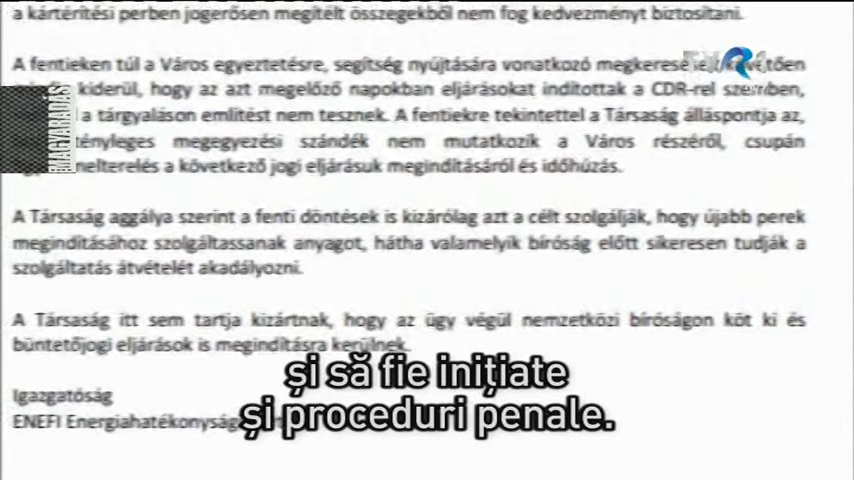 a kártérítési perben jogerősen megítélt összegekből nem fog kedvezményt biztosítani.
A fentieken túl a Város egyeztetésre, segítség nyújtására vonatkozó
kiderül, hogy az azt megelőző napokban eljárásokat indítottak a CDR-rel szemben,
a tárgyaláson említést nem tesznek. A fentiekre tekintettel a Társaság álláspontja az,
megegyezési szándék nem mutatkozik a Város részéről, csupán
a következő jogi eljárásuk megindításáról és időhúzás.
MAGYARADÁS
A Társaság aggálya szerint a fenti döntések is kizárólag azt a célt szolgálják, hogy újabb perek
megindításához szolgáltassanak anyagot, hátha valamelyik bíróság előtt sikeresen tudják a
szolgáltatás átvételét akadályozni.
A Társaság itt sem tartja kizártnak, hogy az ügy végül nemzetközi bíróságon köt ki és
büntetőjogi eljárások is megindításra kerülnek.
și să fie inițiate
și proceduri penale.
Igazgatóság
ENEFI